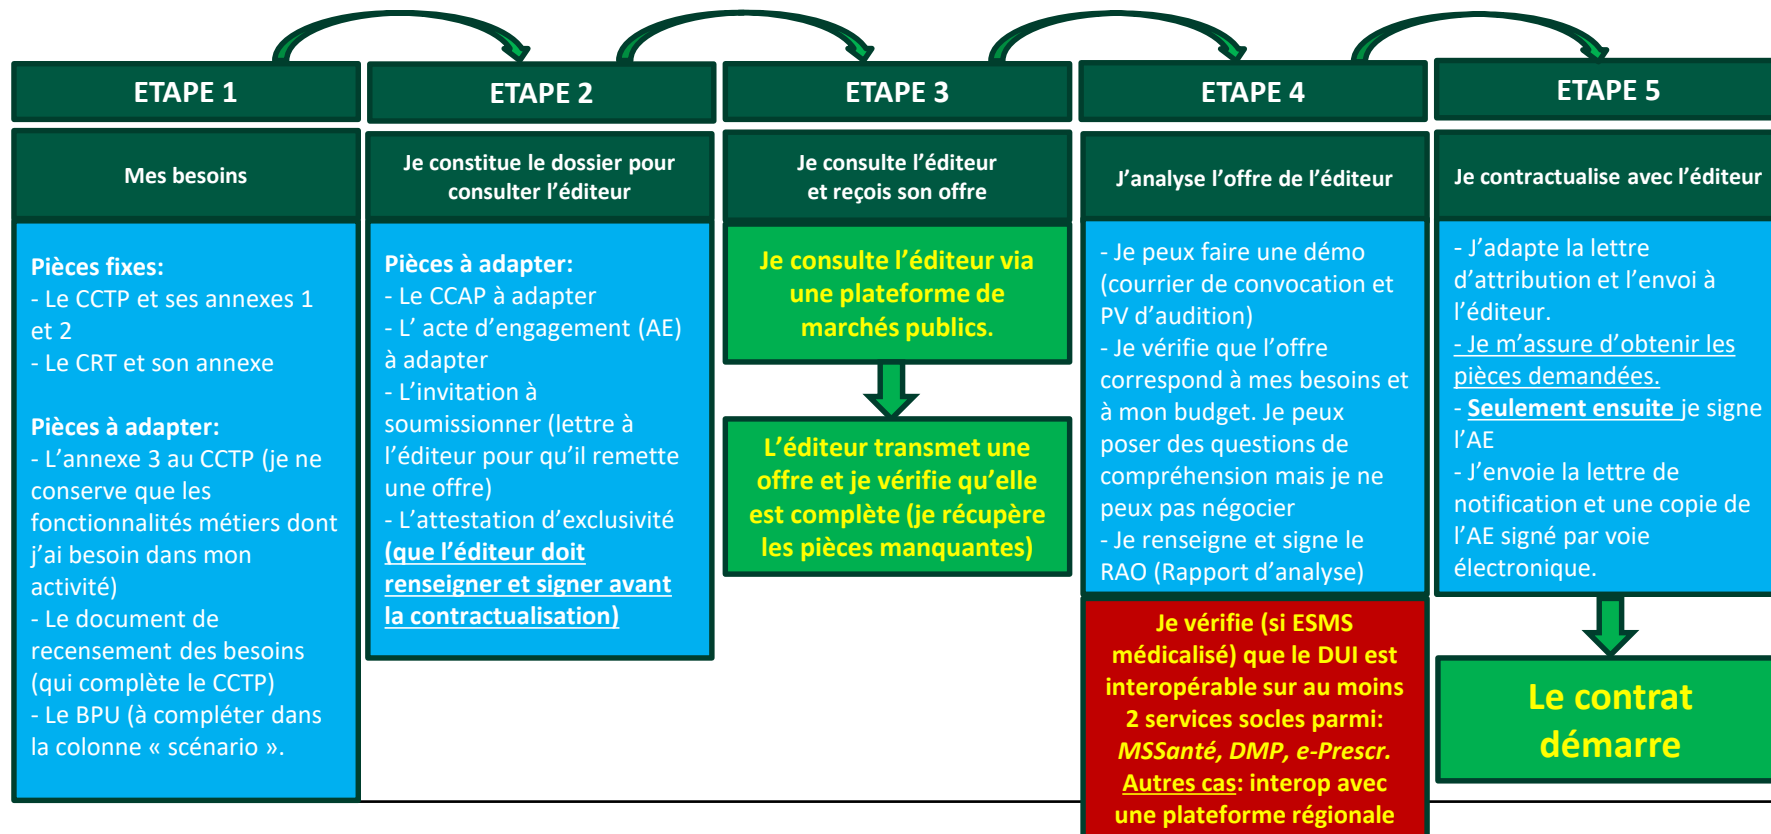 ETAPE 1
Mes besoins
Pièces fixes:
- Le CCTP et ses annexes 1
et 2
- Le CRT et son annexe
Pièces à adapter:
- L’annexe 3 au CCTP (je ne
conserve que les
fonctionnalités métiers dont
j’ai besoin dans mon
activité)
- Le document de
recensement des besoins
(qui complète le CCTP)
- Le BPU (à compléter dans
la colonne « scénario ».
ETAPE 2
Je constitue le dossier pour
consulter l’éditeur
Pièces à adapter:
- Le CCAP à adapter
- L’ acte d’engagement (AE)
à adapter
- L’invitation à
soumissionner (lettre à
l’éditeur pour qu’il remette
une offre)
- L’attestation d’exclusivité
(que l’éditeur doit
renseigner et signer avant
la contractualisation)
ETAPE 3
Je consulte l’éditeur
et reçois son offre
Je consulte l’éditeur via
une plateforme de
marchés publics.
L’éditeur transmet une
offre et je vérifie qu’elle
est complète (je récupère
les pièces manquantes)
ETAPE 4
J’analyse l’offre de l’éditeur
- Je peux faire une démo
(courrier de convocation et
PV d’audition)
- Je vérifie que l’offre
correspond à mes besoins et
à mon budget. Je peux
poser des questions de
compréhension mais je ne
peux pas négocier
- Je renseigne et signe le
RAO (Rapport d’analyse)
Je vérifie (si ESMS
médicalisé) que le DUI est
interopérable sur au moins
2 services socles parmi:
MSSanté, DMP, e-Prescr.
Autres cas: interop avec
une plateforme régionale
ETAPE 5
Je contractualise avec l’éditeur
- J’adapte la lettre
d’attribution et l’envoi à
l’éditeur.
- Je m’assure d’obtenir les
pièces demandées.
- Seulement ensuite je signe
l’AE
- J’envoie la lettre de
notification et une copie de
l’AE signé par voie
électronique.
Le contrat
démarre